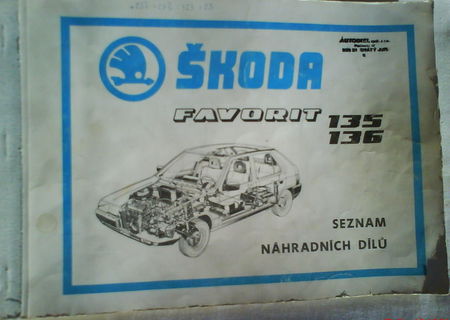 ŠKODA
FAVORIT 135
136
SEZNAM
NÁHRADNÍCH DÍLŮ